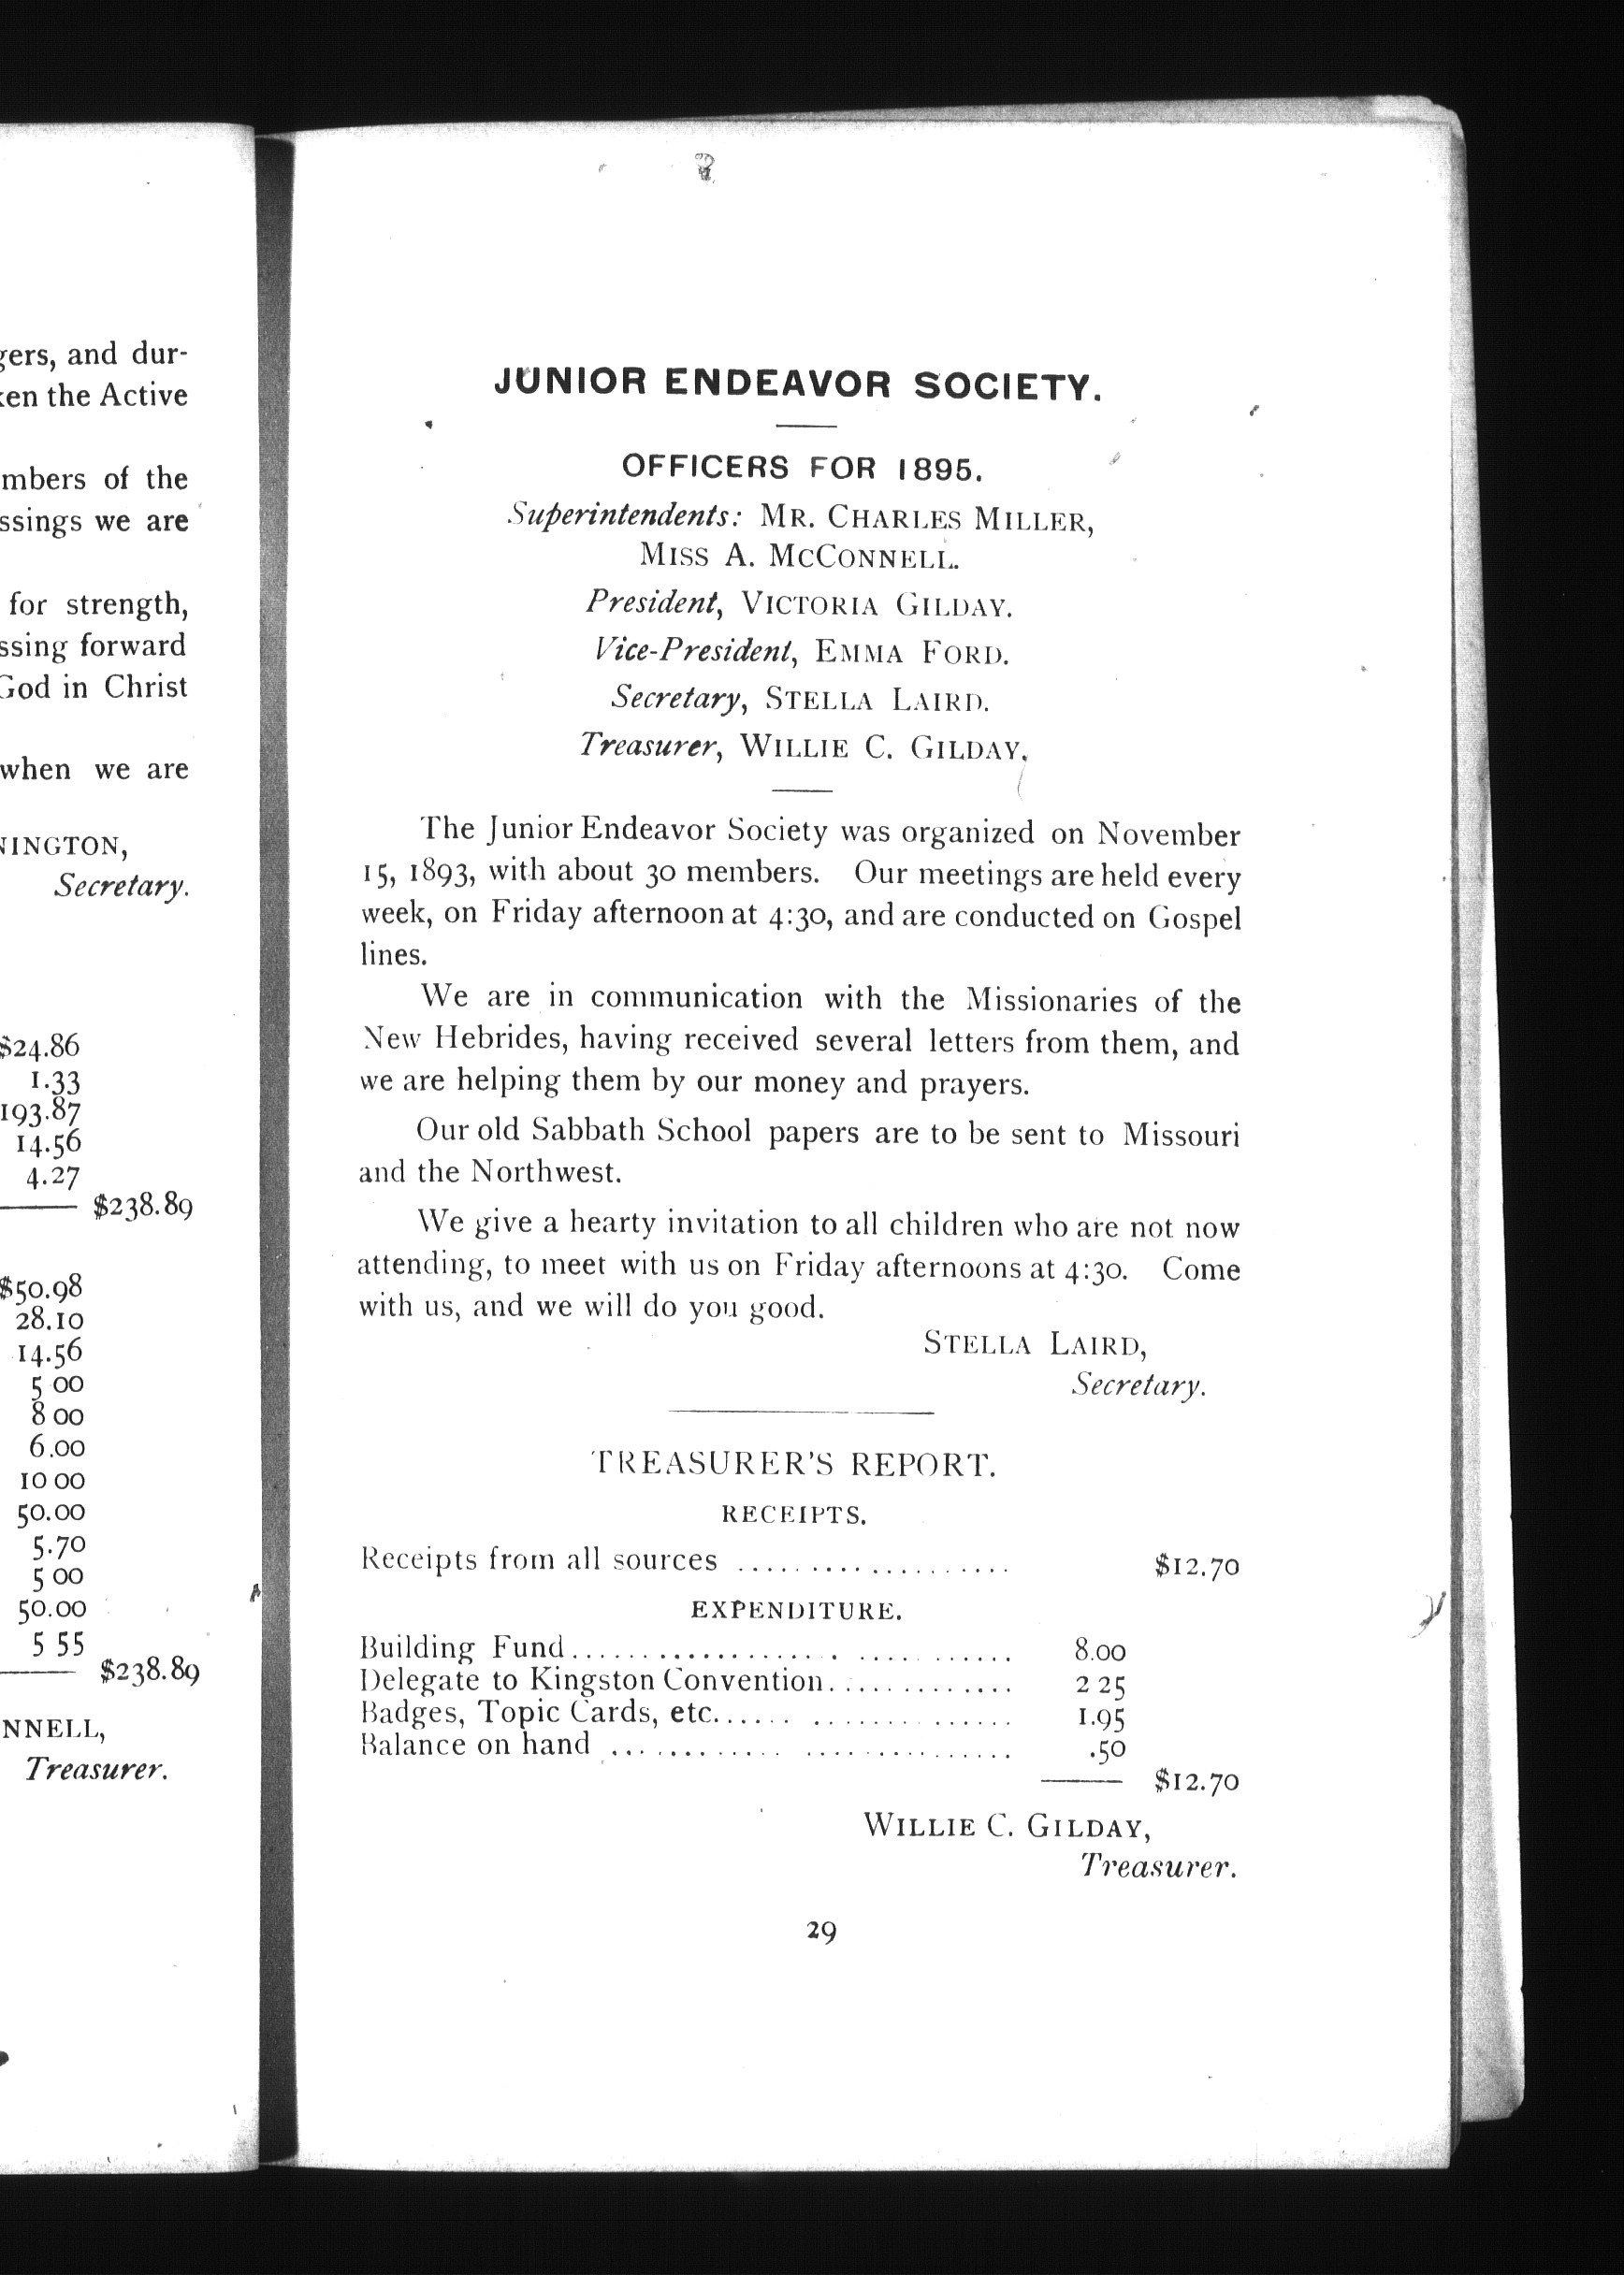 gers, and dur-
ken the Active
mbers of the
ssings we are
for strength,
ssing forward
God in Christ
when we are
NINGTON,
Secretary.
$24.86
1.33
193.87
14.56
4.27
$238.89
$50.98
28.10
14.56
5 00
8 00
6.00
10 00
50.00
5.70
5 00
50.00
5 55
$238.89
NNELL,
Treasurer.
JUNIOR ENDEAVOR SOCIETY.
OFFICERS FOR 1895.
Superintendents: MR. CHARLES MILLER,
MISS A. MCCONNELL.
President, VICTORIA GILDAY.
Vice-President, EMMA FORD.
Secretary, STELLA LAIRD.
Treasurer, WILLIE C. GILDAY.
The Junior Endeavor Society was organized on November
15, 1893, with about 30 members. Our meetings are held every
week, on Friday afternoon at 4:30, and are conducted on Gospel
lines.
We are in communication with the Missionaries of the
New Hebrides, having received several letters from them, and
we are helping them by our money and prayers.
Our old Sabbath School papers are to be sent to Missouri
and the Northwest.
We give a hearty invitation to all children who are not now
attending, to meet with us on Friday afternoons at 4:30. Come
with us, and we will do you good.
STELLA LAIRD,
Secretary.
TREASURER'S REPORT.
RECEIPTS.
Receipts from all sources ................... $12.70
EXPENDITURE.
Building Fund.............................. 8.00
Delegate to Kingston Convention............. 2 25
Badges, Topic Cards, etc.................... 1.95
Balance on hand ........................... .50
$12.70
WILLIE C. GILDAY,
Treasurer.
29